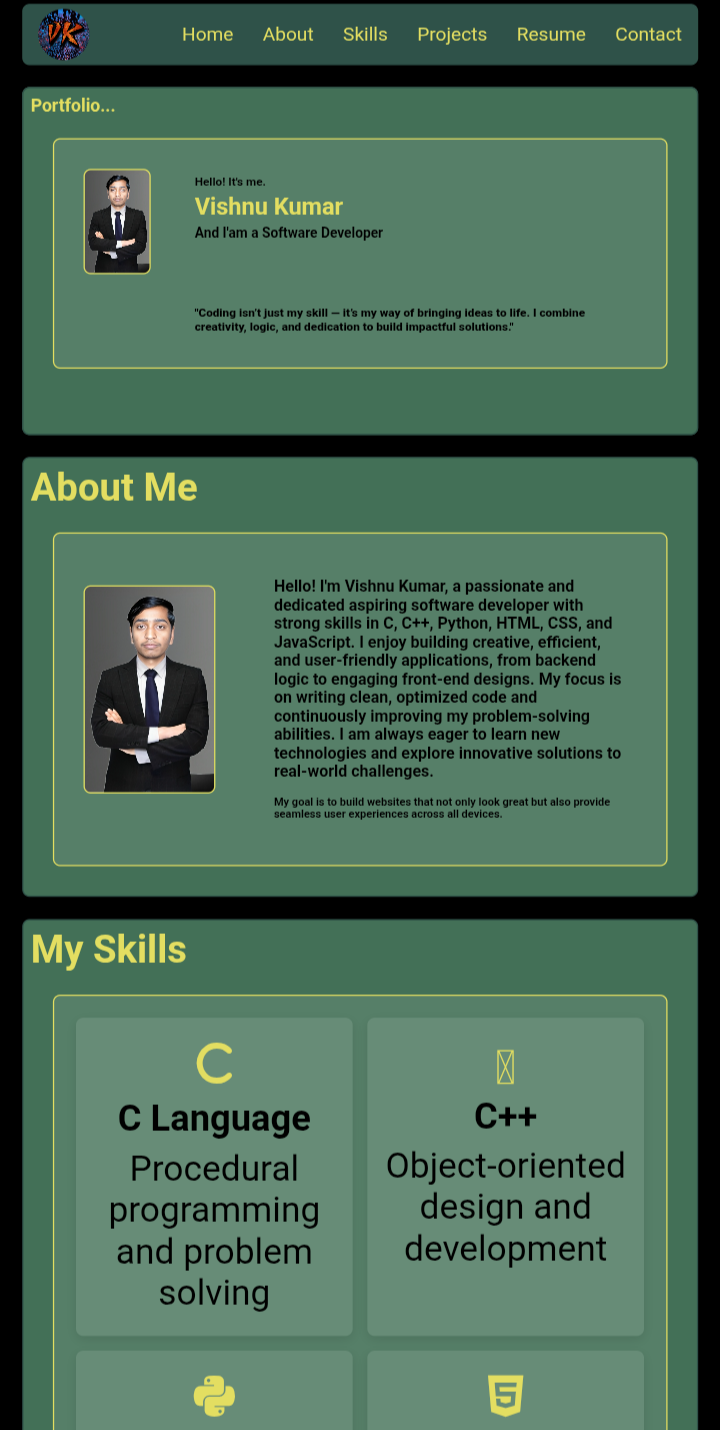 VK
Home About Skills Projects Resume Contact
Portfolio...
Hello! It's me.
Vishnu Kumar
And I'am a Software Developer
"Coding isn't just my skill — it's my way of bringing ideas to life. I combine
creativity, logic, and dedication to build impactful solutions."
About Me
Hello! I'm Vishnu Kumar, a passionate and
dedicated aspiring software developer with
strong skills in C, C++, Python, HTML, CSS, and
JavaScript. I enjoy building creative, efficient,
and user-friendly applications, from backend
logic to engaging front-end designs. My focus is
on writing clean, optimized code and
continuously improving my problem-solving
abilities. I am always eager to learn new
technologies and explore innovative solutions to
real-world challenges.
My goal is to build websites that not only look great but also provide
seamless user experiences across all devices.
My Skills
C
C Language
Procedural
programming
and problem
solving
C++
Object-oriented
design and
development
5